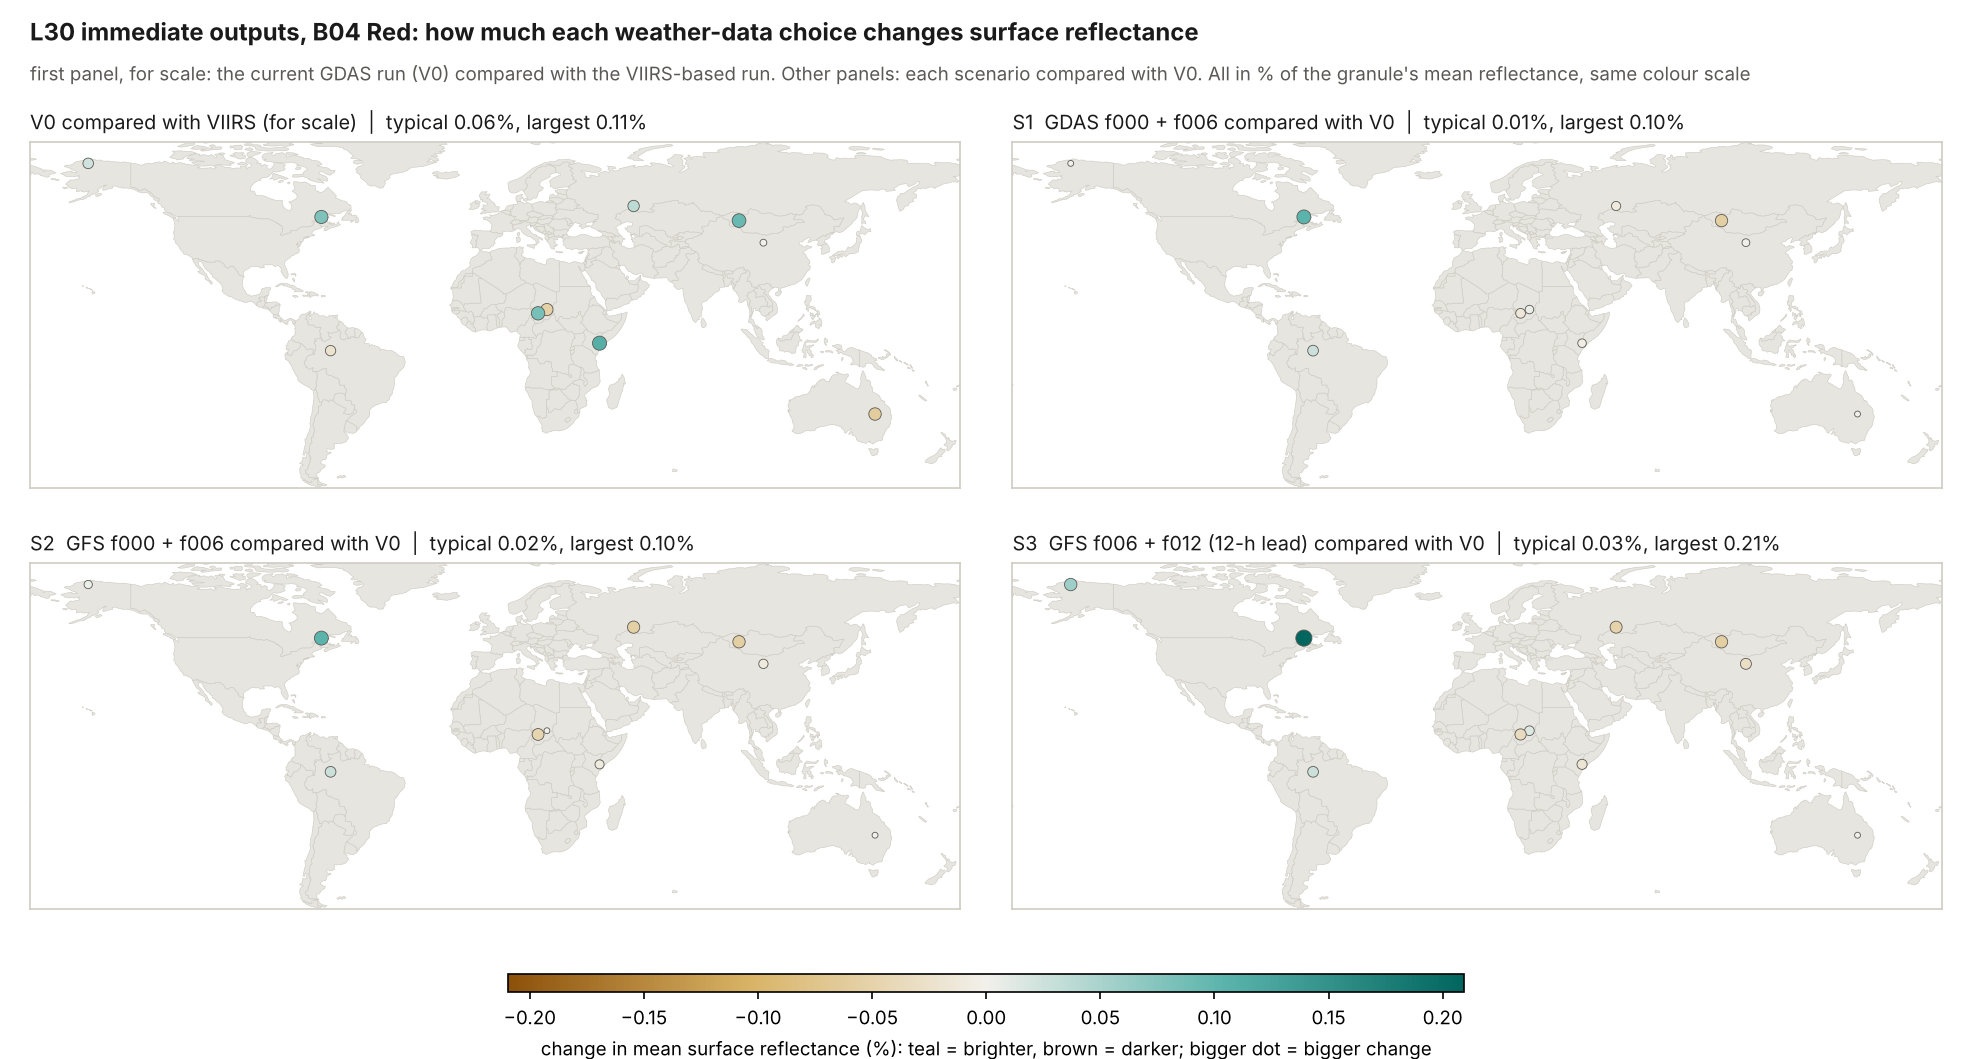 L30 immediate outputs, B04 Red: how much each weather-data choice changes surface reflectance
first panel, for scale: the current GDAS run (V0) compared with the VIIRS-based run. Other panels: each scenario compared with V0. All in % of the granule's mean reflectance, same colour scale
V0 compared with VIIRS (for scale) | typical 0.06%, largest 0.11%
S1 GDAS f000 + f006 compared with V0 | typical 0.01%, largest 0.10%
S2 GFS f000 + f006 compared with V0 | typical 0.02%, largest 0.10%
S3 GFS f006 + f012 (12-h lead) compared with V0 | typical 0.03%, largest 0.21%
−0.20 −0.15 −0.10 −0.05 0.00 0.05 0.10 0.15 0.20
change in mean surface reflectance (%): teal = brighter, brown = darker; bigger dot = bigger change